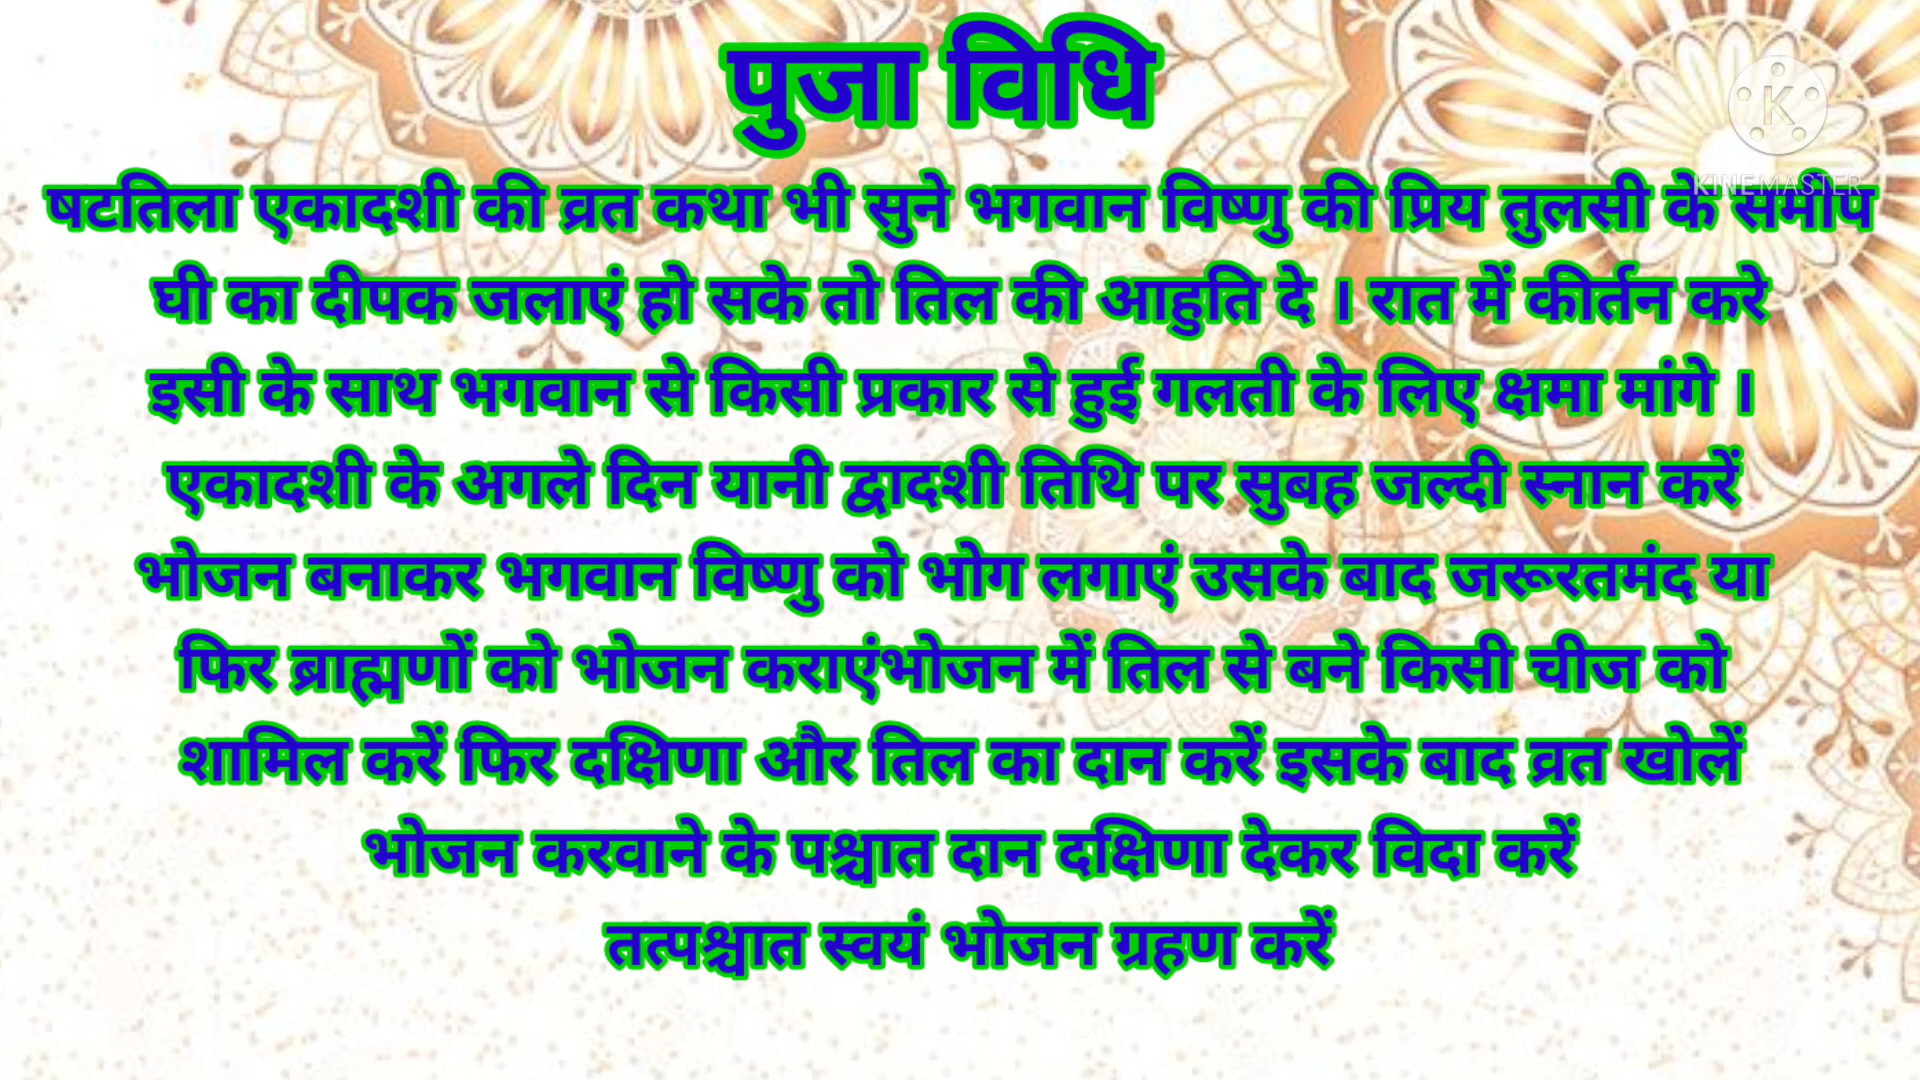 पुजा विधि
KINEMASTER
षटतिला एकादशी की व्रत कथा भी सुने भगवान विष्णु की प्रिय तुलसी के समीप
घी का दीपक जलाएं हो सके तो तिल की आहुति दे । रात में कीर्तन करे
इसी के साथ भगवान से किसी प्रकार से हुई गलती के लिए क्षमा मांगे ।
एकादशी के अगले दिन यानी द्वादशी तिथि पर सुबह जल्दी स्नान करें
भोजन बनाकर भगवान विष्णु को भोग लगाएं उसके बाद जरूरतमंद या
फिर ब्राह्मणों को भोजन कराएंभोजन में तिल से बने किसी चीज को
शामिल करें फिर दक्षिणा और तिल का दान करें इसके बाद व्रत खोलें
भोजन करवाने के पश्चात दान दक्षिणा देकर विदा करें
तत्पश्चात स्वयं भोजन ग्रहण करें